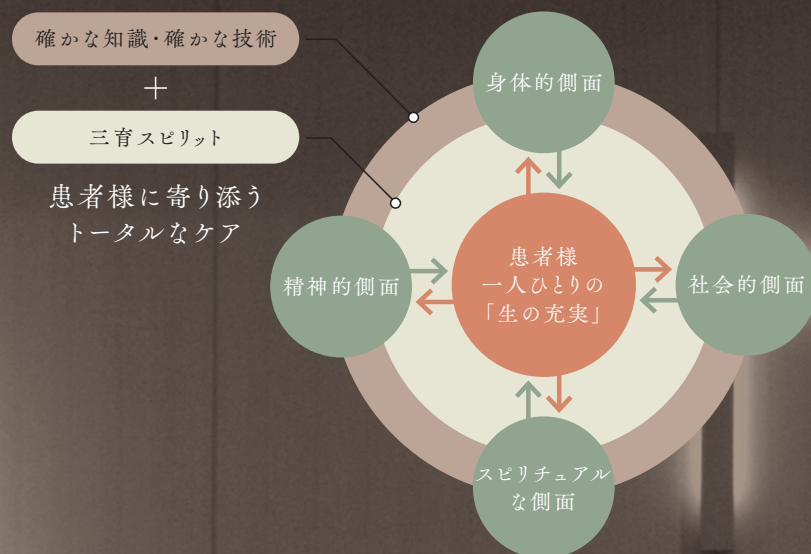 確かな知識・確かな技術
＋
三育スピリット
患者様に寄り添う
トータルなケア
身体的側面
精神的側面
患者様
一人ひとりの
「生の充実」
社会的側面
スピリチュアル
な側面